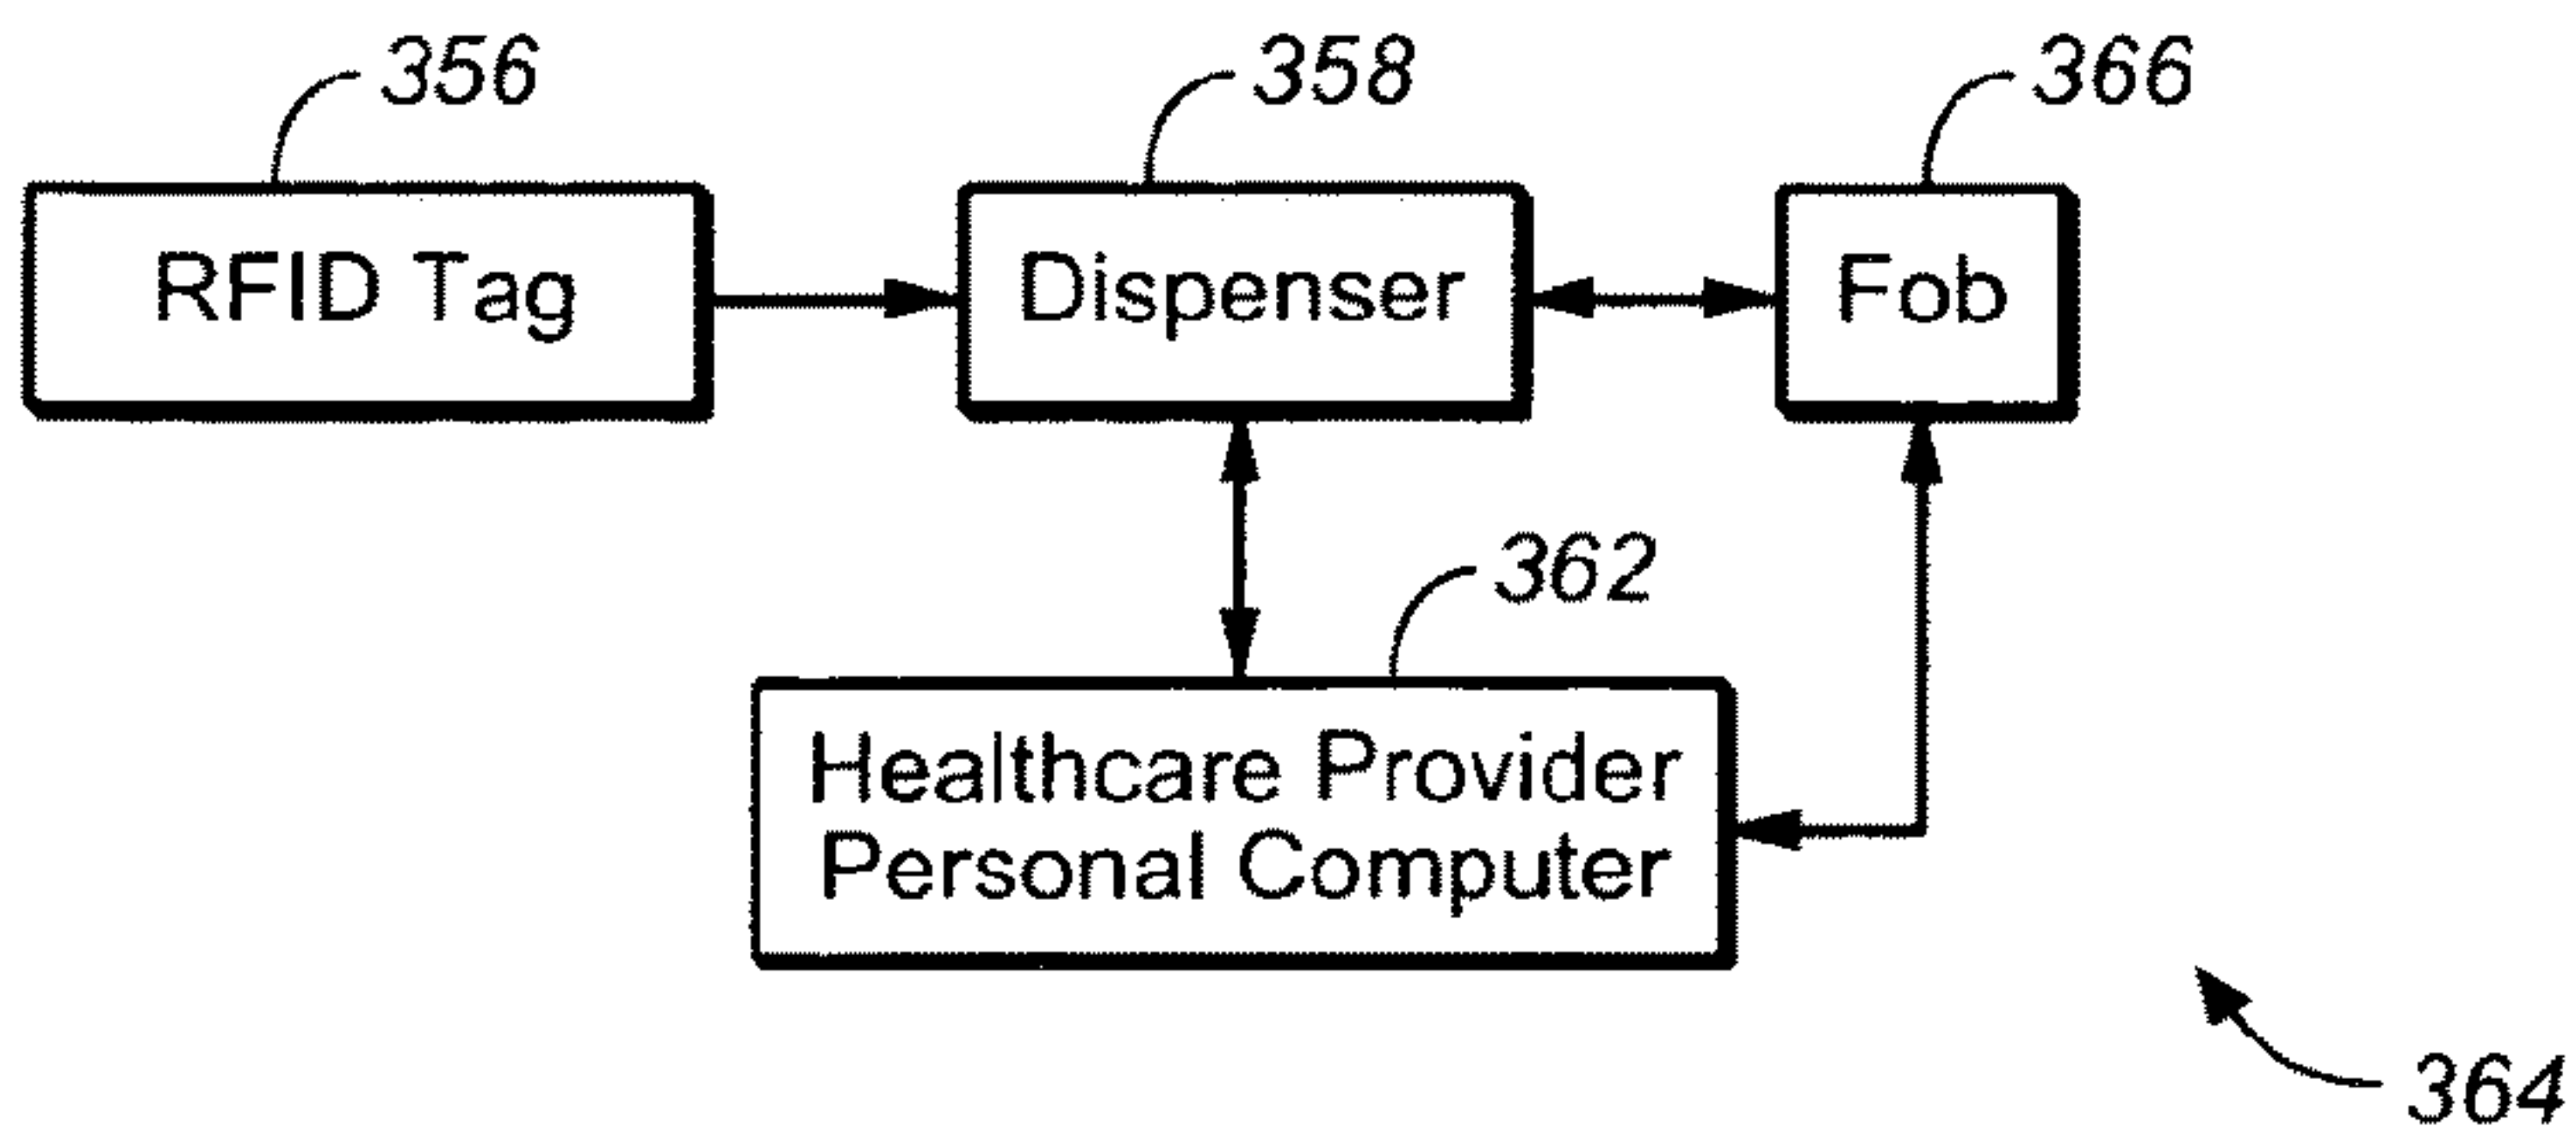 356
358
366
RFID Tag
Dispenser
Fob
362
Healthcare Provider
Personal Computer
364